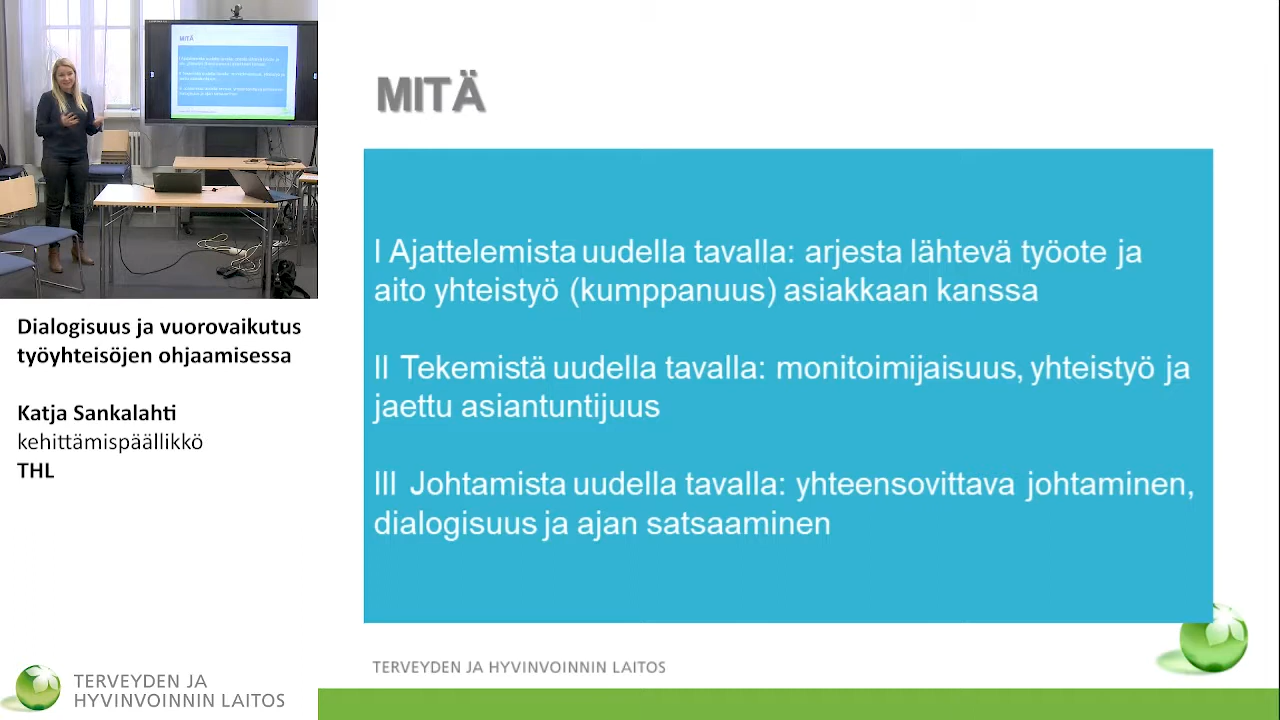 MITÄ
I Ajattelemista uudella tavalla: arjesta lähtevä työote ja
aito yhteistyö (kumppanuus) asiakkaan kanssa
II Tekemistä uudella tavalla: monitoimijaisuus, yhteistyö ja
jaettu asiantuntijuus
III Johtamista uudella tavalla: yhteensovittava johtaminen,
dialogisuus ja ajan satsaaminen
TERVEYDEN JA HYVINVOINNIN LAITOS
MITÄ
Dialogisuus ja vuorovaikutus
työyhteisöjen ohjaamisessa
Katja Sankalahti
kehittämispäällikkö
THL
TERVEYDEN JA
HYVINVOINNIN LAITOS